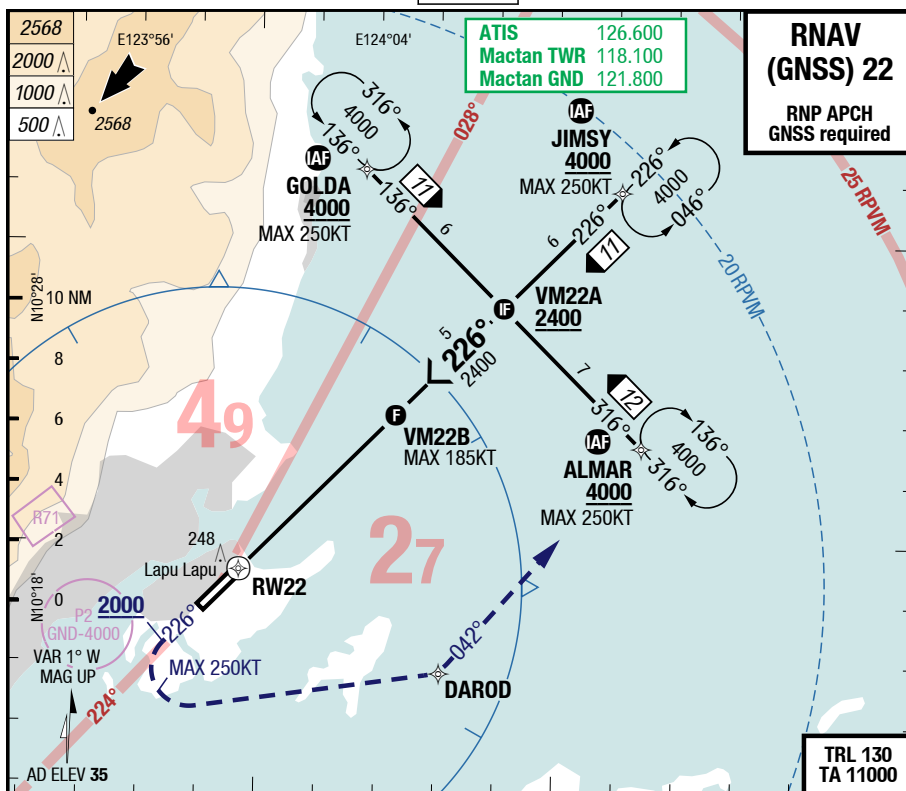 2568
2000
1000
500
2568
E123°56'
E124°04'
ATIS 126.600
Mactan TWR 118.100
Mactan GND 121.800
RNAV
(GNSS) 22
RNP APCH
GNSS required
IAF
GOLDA
4000
MAX 250KT
316°
4000
136°
136°
11
6
028°
IAF
JIMSY
4000
MAX 250KT
226°
4000
046°
226°
6
11
25 RPVM
20 RPVM
IF
VM22A
2400
5
226°
2400
7
12
316°
IAF
ALMAR
4000
MAX 250KT
136°
4000
316°
F
VM22B
MAX 185KT
N10°28'
10 NM
8
6
4
2
0
N10°18'
49
27
R71
248
Lapu Lapu
RW22
P2
GND-4000
2000
226°
MAX 250KT
042°
DAROD
VAR 1° W
MAG UP
224°
AD ELEV 35
TRL 130
TA 11000